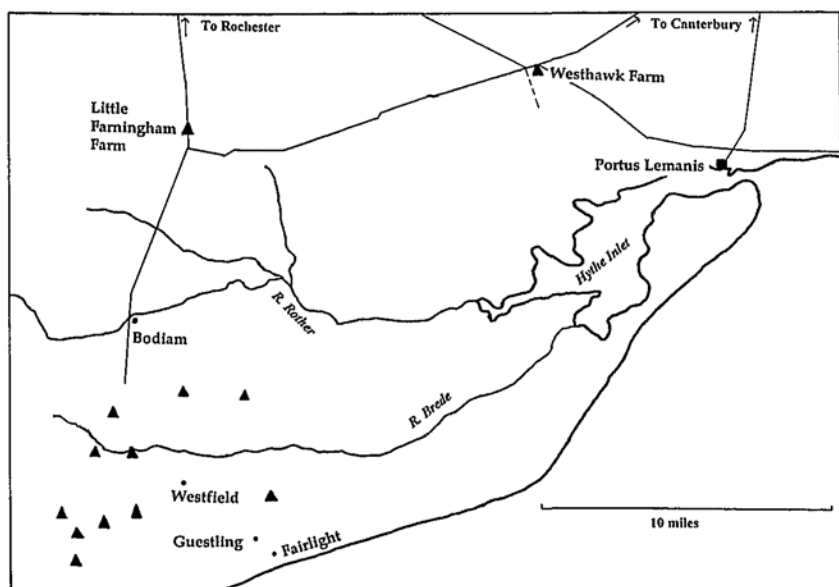 To Rochester
To Canterbury
Westhawk Farm
Little
Farningham
Farm
Portus Lemanis
Hythe Inlet
R. Rother
Bodiam
R. Brede
Westfield
10 miles
Guestling
Fairlight